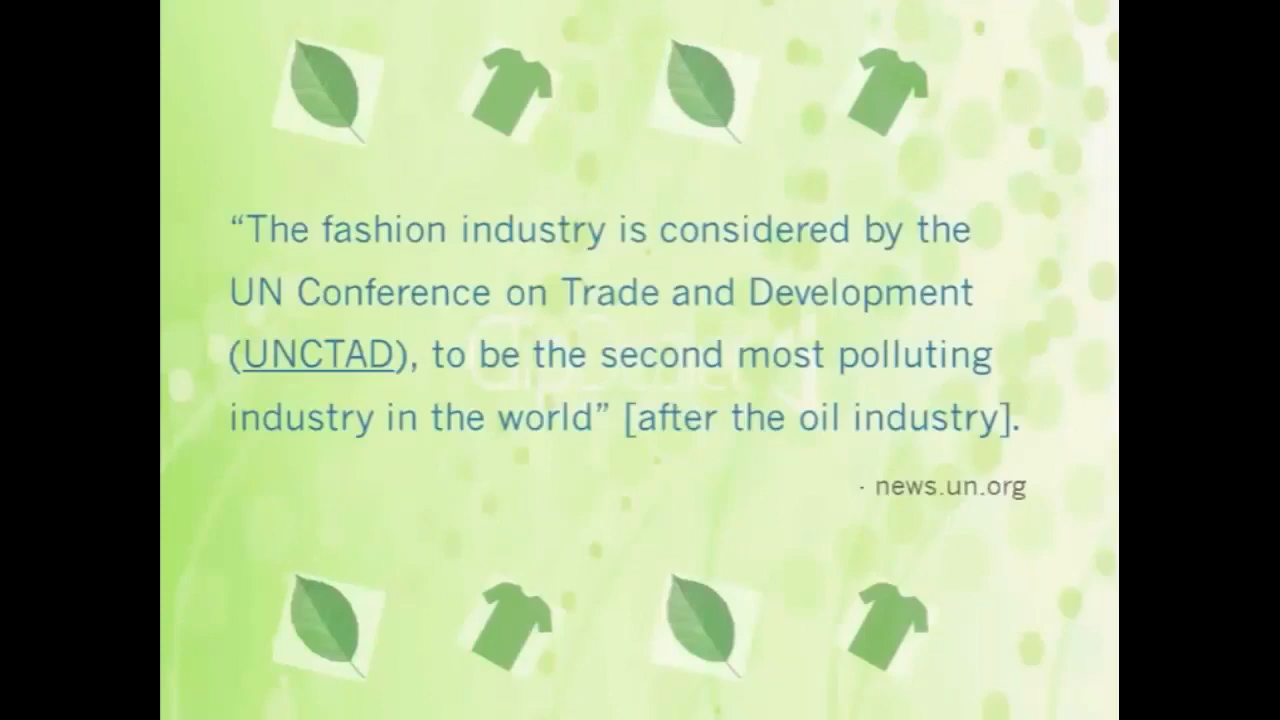 “The fashion industry is considered by the
UN Conference on Trade and Development
(UNCTAD), to be the second most polluting
industry in the world” [after the oil industry].
- news.un.org